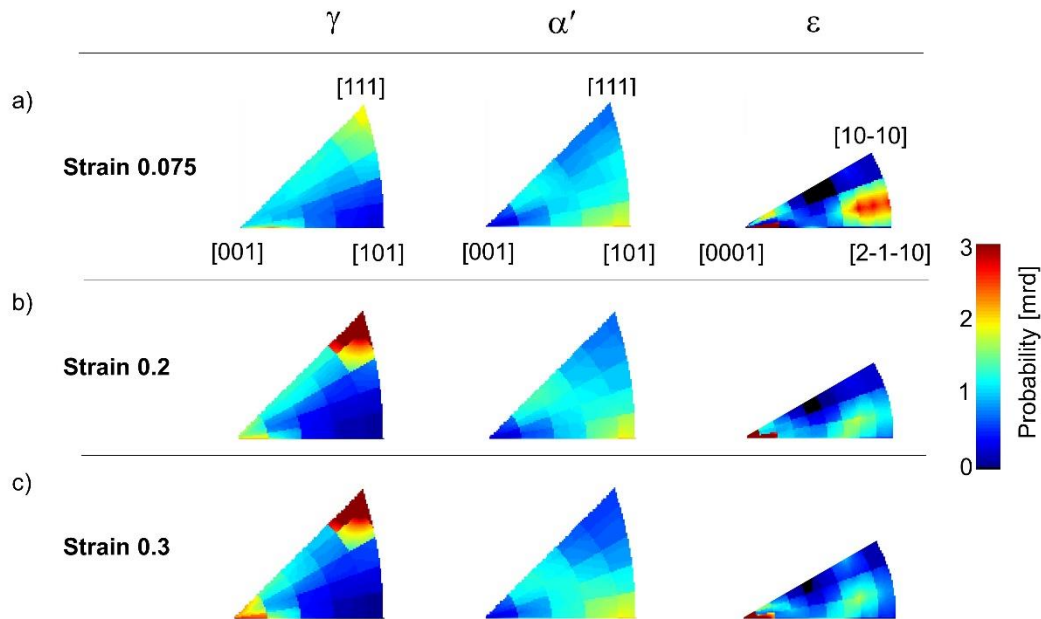 γ α′ ε
a)
[111] [111]
[10-10]
Strain 0.075
[001] [101] [001] [101] [0001] [2-1-10]
b)
3
Strain 0.2
2
Probability [mrd]
1
0
c)
Strain 0.3